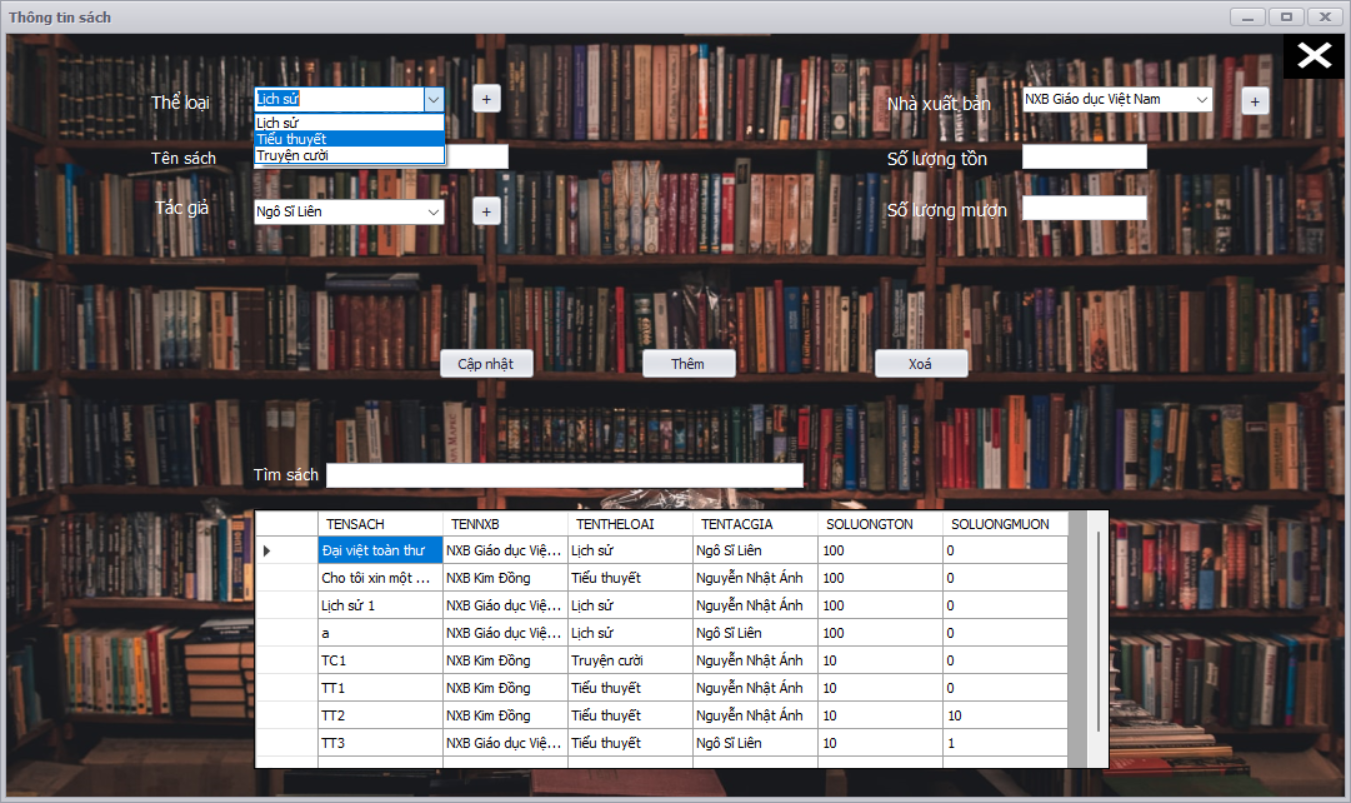 Thông tin sách
Thể loại
Lịch sử
+
Nhà xuất bản
NXB Giáo dục Việt Nam
+
Lịch sử
Tiểu thuyết
Truyện cười
Tên sách
Số lượng tồn
Tác giả
Ngô Sĩ Liên
+
Số lượng mượn
Cập nhật
Thêm
Xoá
Tìm sách
TENSACH TENNXB TENTHELOAI TENTACGIA SOLUONGTON SOLUONGMUON
Đại việt toàn thư NXB Giáo dục Việ... Lịch sử Ngô Sĩ Liên 100 0
Cho tôi xin một ... NXB Kim Đồng Tiểu thuyết Nguyễn Nhật Ánh 100 0
Lịch sử 1 NXB Giáo dục Việ... Lịch sử Nguyễn Nhật Ánh 100 0
a NXB Giáo dục Việ... Lịch sử Ngô Sĩ Liên 100 0
TC1 NXB Kim Đồng Truyện cười Nguyễn Nhật Ánh 10 0
TT1 NXB Kim Đồng Tiểu thuyết Nguyễn Nhật Ánh 10 0
TT2 NXB Kim Đồng Tiểu thuyết Nguyễn Nhật Ánh 10 10
TT3 NXB Giáo dục Việ... Tiểu thuyết Ngô Sĩ Liên 10 1